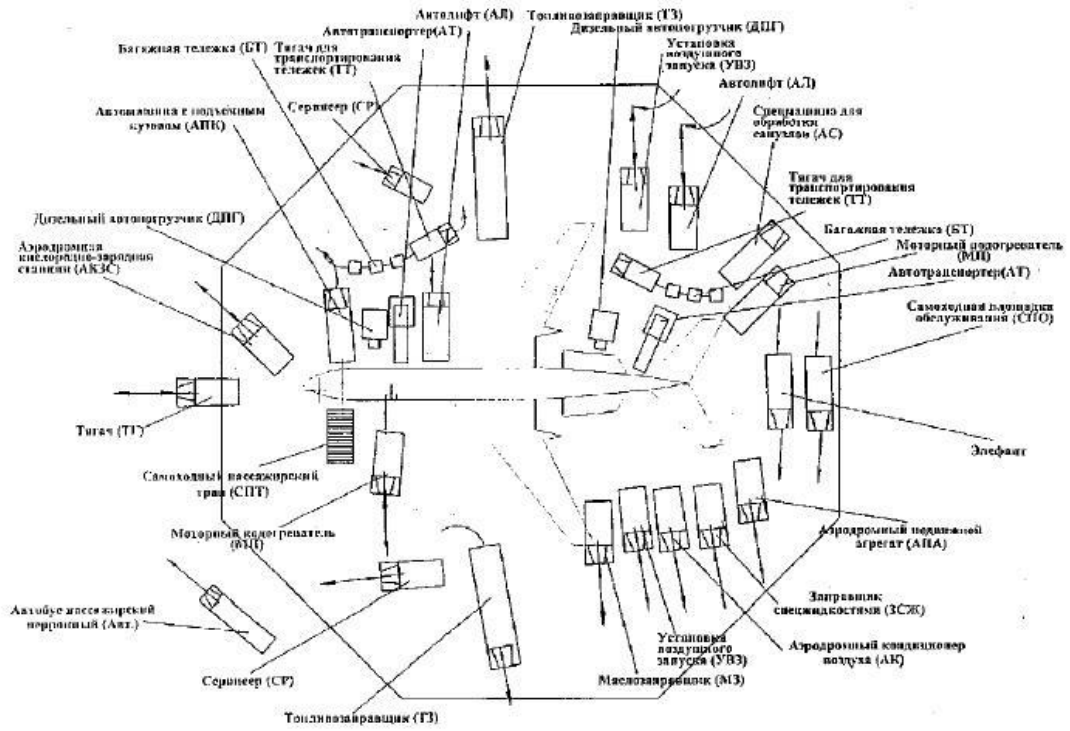 Автолифт (АЛ)
Топливозаправщик (ТЗ)
Автотранспортер(АТ)
Дизельный автопогрузчик (ДПГ)
Багажная тележка (БТ)
Тягач для
транспортирования
тележек (ТТ)
Установка
воздушного
запуска (УВЗ)
Автолифт (АЛ)
Автомашина с подъемным
кузовом (АПК)
Сервисеер (СР)
Спецмашина для
обработки
санузлов (АС)
Тягач для
транспортирования
тележек (ТТ)
Дизельный автопогрузчик (ДПГ)
Багажная тележка (БТ)
Аэродромная
кислородно-зарядная
станция (АКЗС)
Моторный подогреватель
(МП)
Автотранспортер(АТ)
Самоходная площадка
обслуживания (СПО)
Тягач (ТГ)
Элефант
Самоходный пассажирский
трап (СПТ)
Моторный подогреватель
(МП)
Аэродромный подвижной
агрегат (АПА)
Автобус пассажирский
перронный (Авт.)
Заправщик
спецжидкостями (ЗСЖ)
Установка
воздушного
запуска (УВЗ)
Аэродромный кондиционер
воздуха (АК)
Сервисеер (СР)
Маслозаправщик (МЗ)
Топливозаправщик (ТЗ)